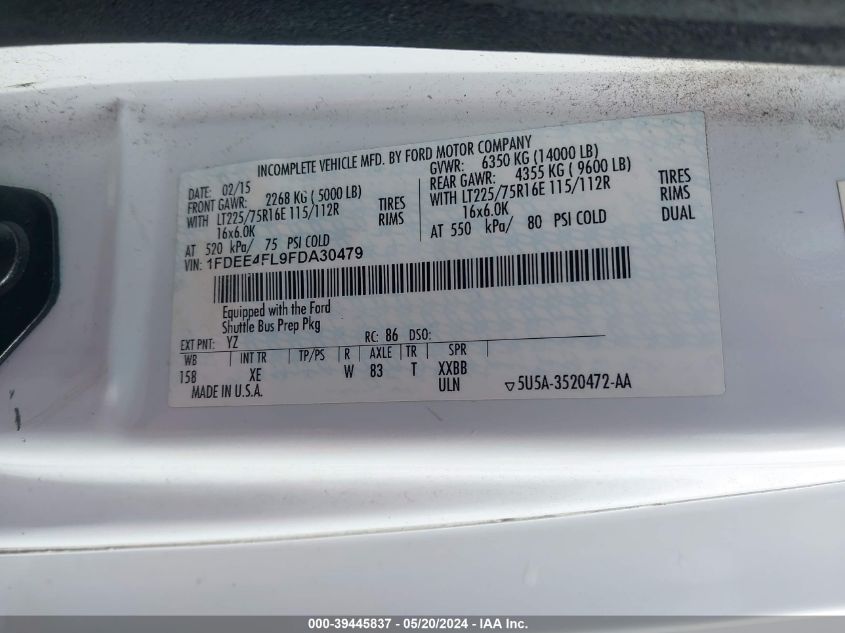 INCOMPLETE VEHICLE MFD. BY FORD MOTOR COMPANY
DATE: 02/15 GVWR: 6350 KG (14000 LB)
FRONT GAWR: 2268 KG (5000 LB) REAR GAWR: 4355 KG (9600 LB)
WITH LT225/75R16E 115/112R TIRES WITH LT225/75R16E 115/112R TIRES
16x6.0K RIMS 16x6.0K RIMS
AT 520 kPa/ 75 PSI COLD AT 550 kPa/ 80 PSI COLD DUAL
VIN: 1FDEE4FL9FDA30479
Equipped with the Ford
Shuttle Bus Prep Pkg
EXT PNT: YZ RC: 86 DSO:
WB INT TR TP/PS R AXLE TR SPR
158 XE W 83 T XXBB
MADE IN U.S.A. ULN ▽5U5A-3520472-AA
000-39445837 - 05/20/2024 - IAA Inc.